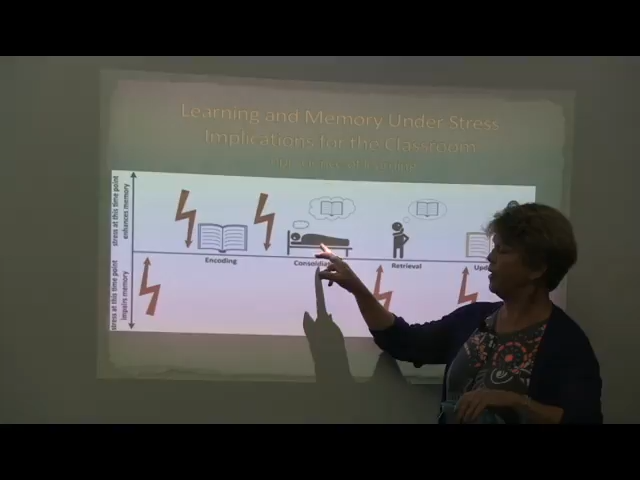 Learning and Memory Under Stress
Implications for the Classroom
stress at this time point
enhances memory
stress at this time point
impairs memory
Encoding
Retrieval